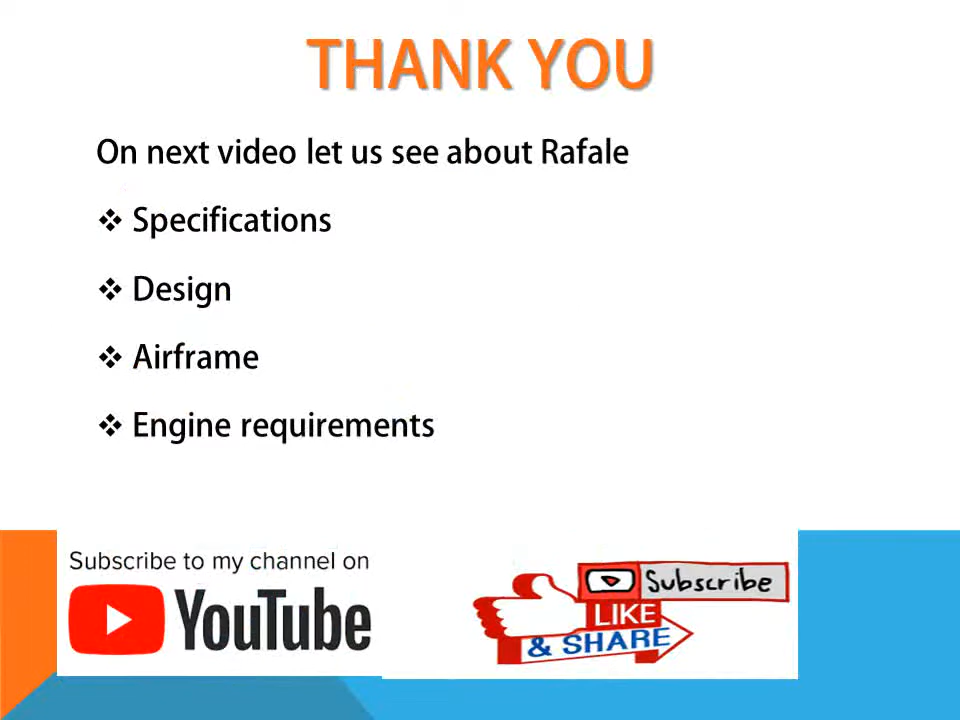 THANK YOU
On next video let us see about Rafale
❖ Specifications
❖ Design
❖ Airframe
❖ Engine requirements
Subscribe to my channel on
YouTube
Subscribe
LIKE
& SHARE